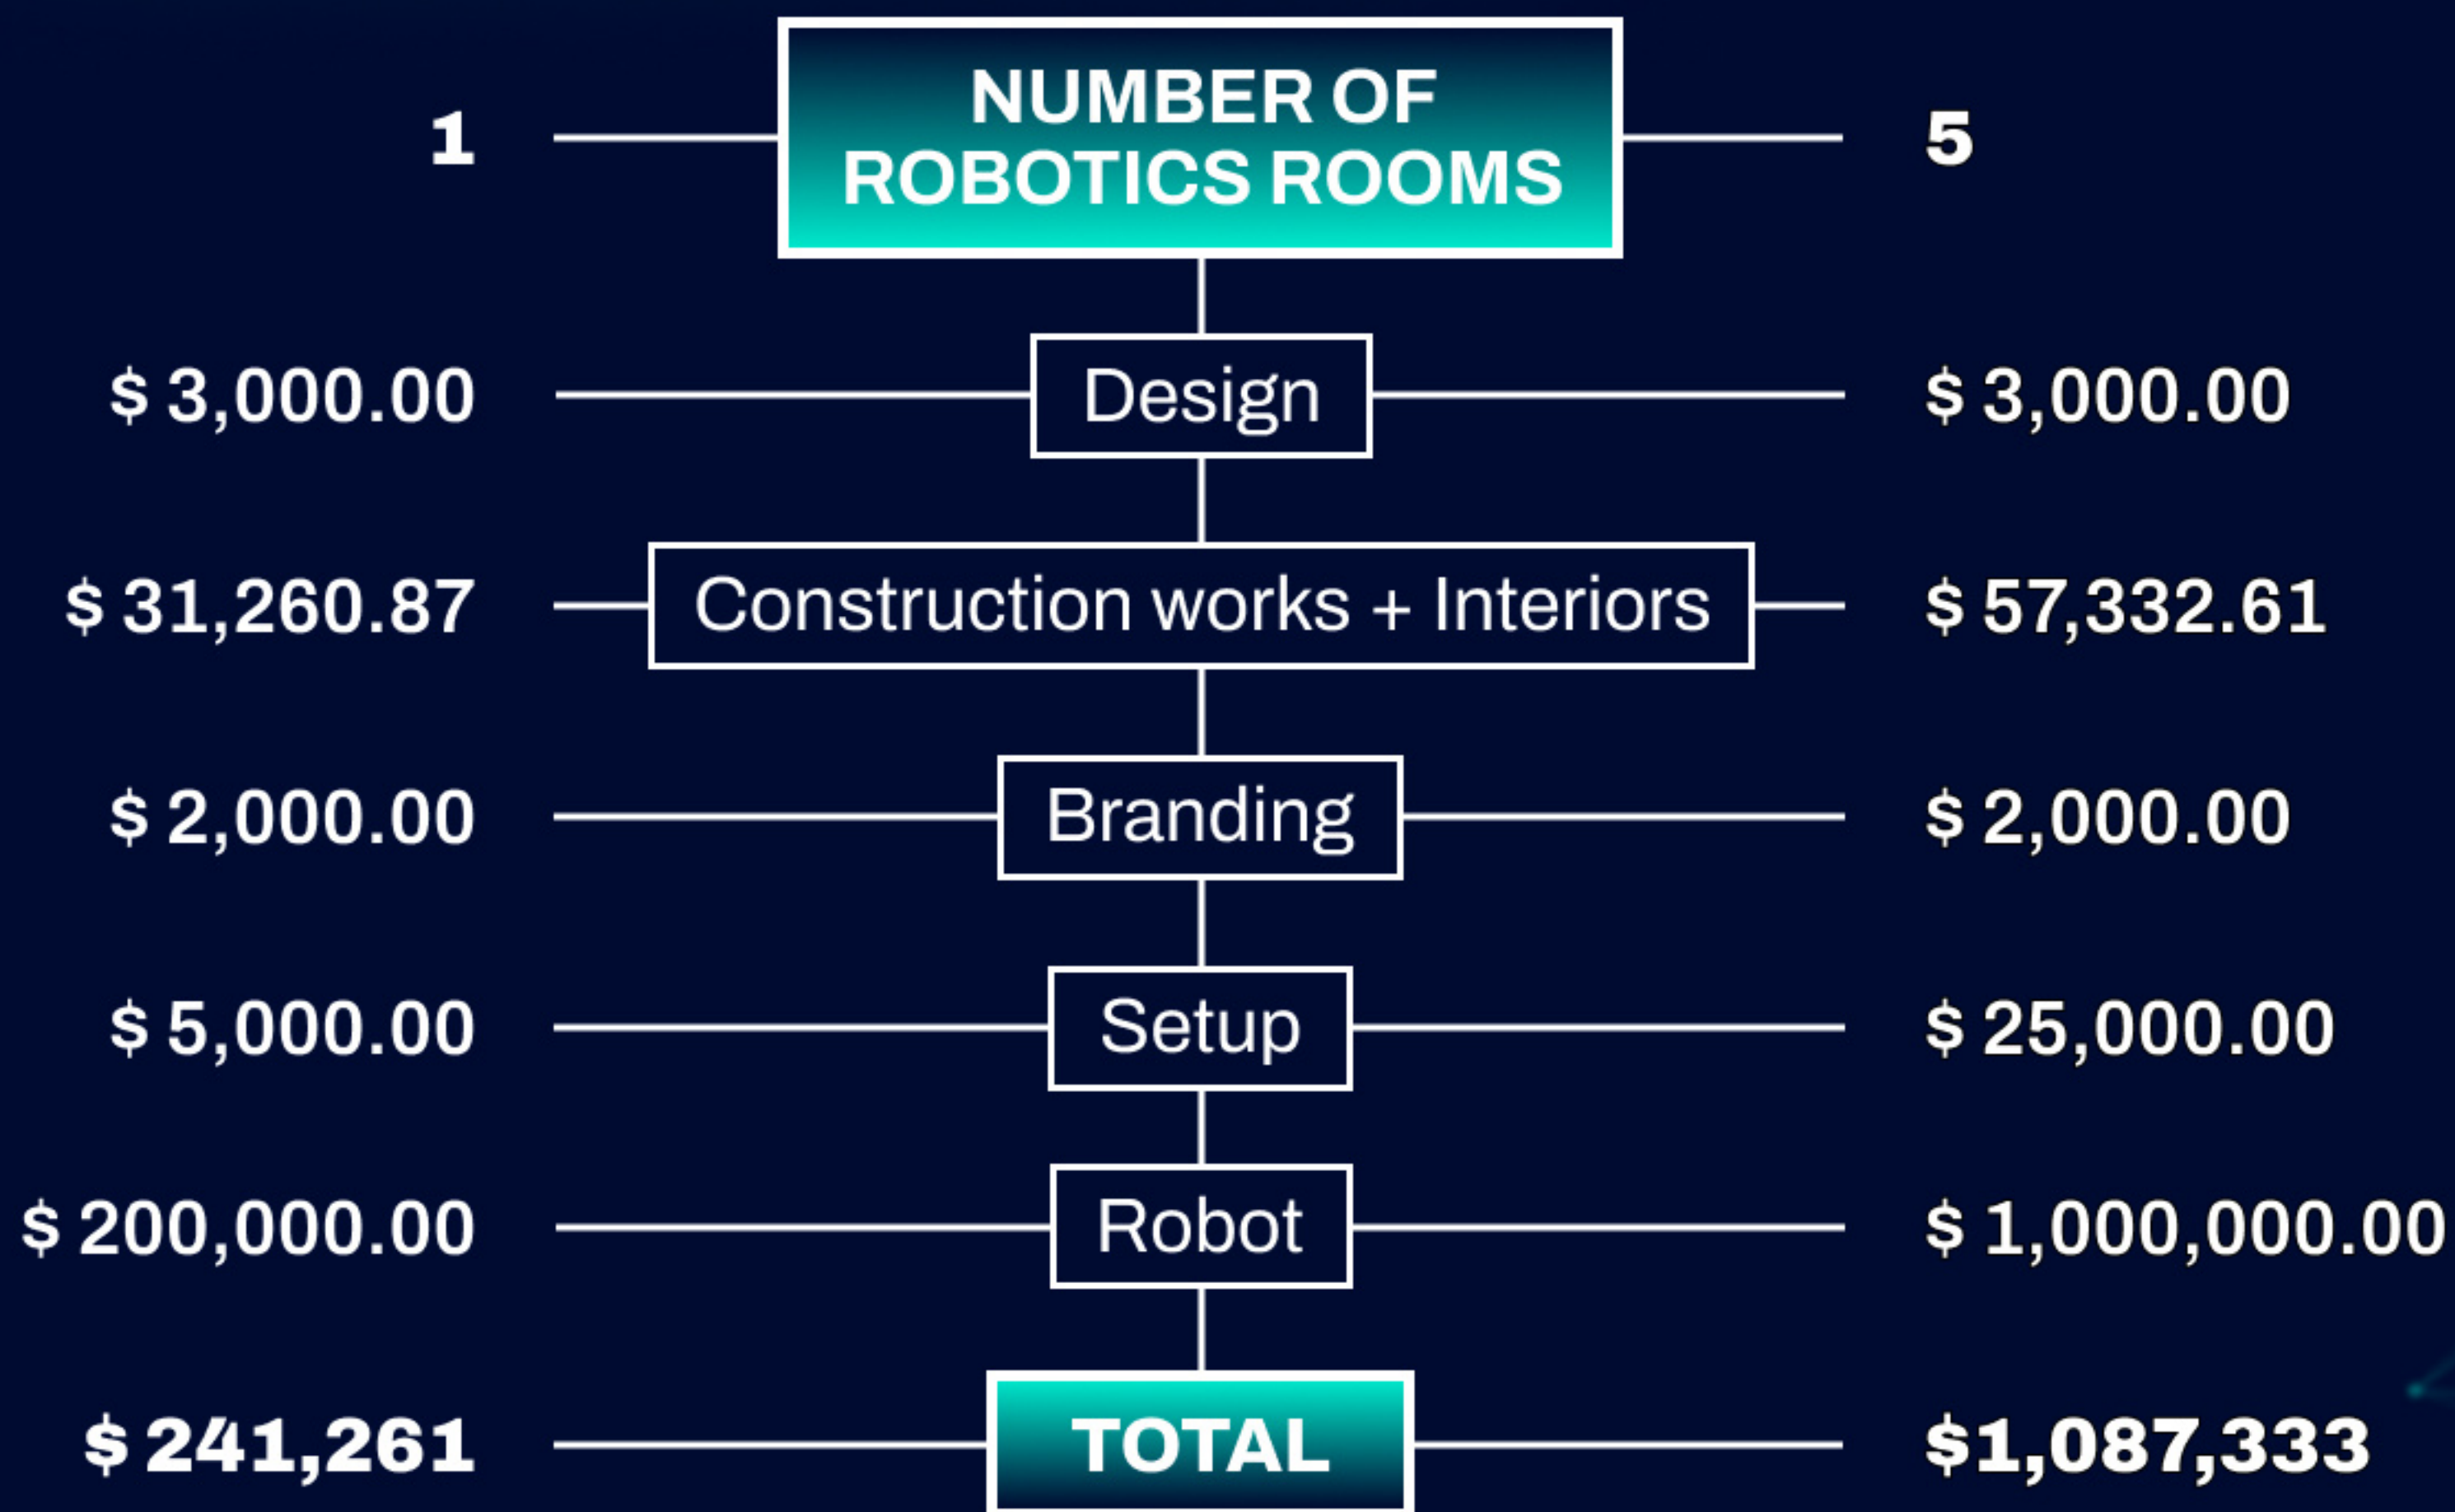 NUMBER OF
1 ROBOTICS ROOMS 5
$ 3,000.00 Design $ 3,000.00
$ 31,260.87 Construction works + Interiors $ 57,332.61
$ 2,000.00 Branding $ 2,000.00
$ 5,000.00 Setup $ 25,000.00
$ 200,000.00 Robot $ 1,000,000.00
$ 241,261 TOTAL $1,087,333